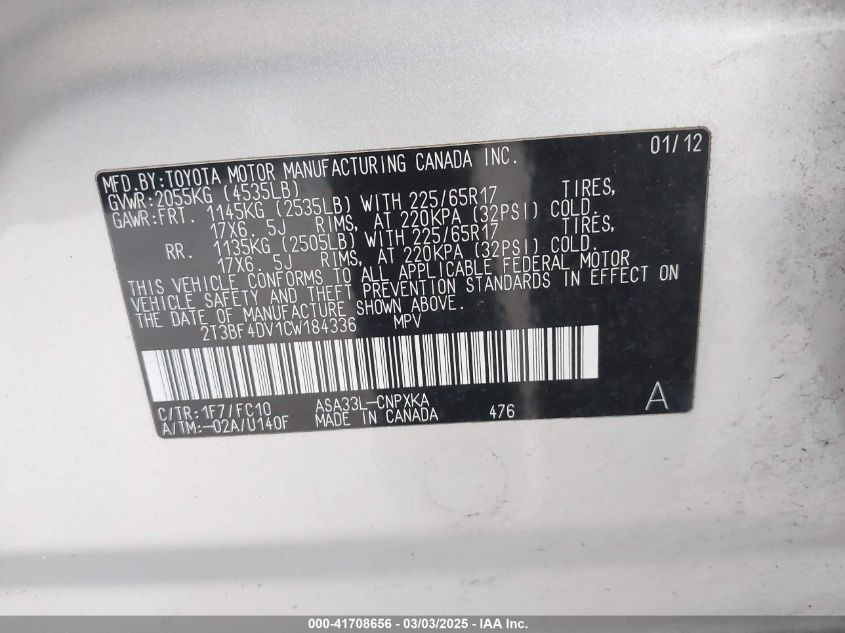 MFD.BY:TOYOTA MOTOR MANUFACTURING CANADA INC. 01/12
GVWR:2055KG (4535LB)
GAWR:FRT. 1145KG (2535LB) WITH 225/65R17 TIRES,
17X6. 5J RIMS, AT 220KPA (32PSI) COLD.
RR. 1135KG (2505LB) WITH 225/65R17 TIRES,
17X6. 5J RIMS, AT 220KPA (32PSI) COLD.
THIS VEHICLE CONFORMS TO ALL APPLICABLE FEDERAL MOTOR
VEHICLE SAFETY AND THEFT PREVENTION STANDARDS IN EFFECT ON
THE DATE OF MANUFACTURE SHOWN ABOVE.
2T3BF4DV1CW184336 MPV
C/TR:1F7/FC10 ASA33L-CNPXKA
A/TM:-02A/U140F MADE IN CANADA 476 A
000-41708656 - 03/03/2025 - IAA Inc.